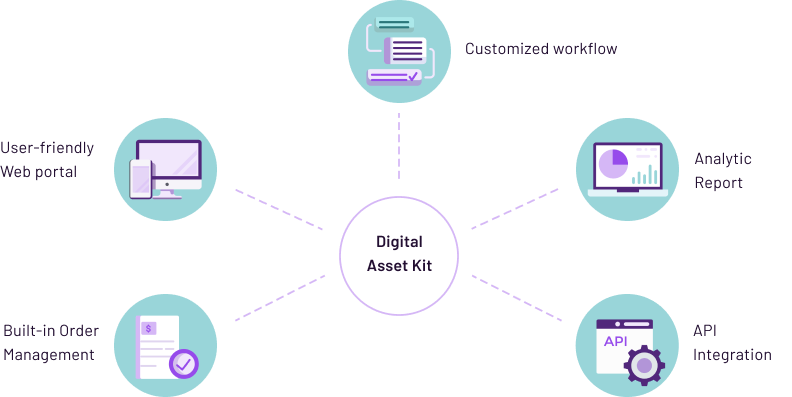 Customized workflow
User-friendly
Web portal
Analytic
Report
Digital
Asset Kit
Built-in Order
Management
$
API
API
Integration